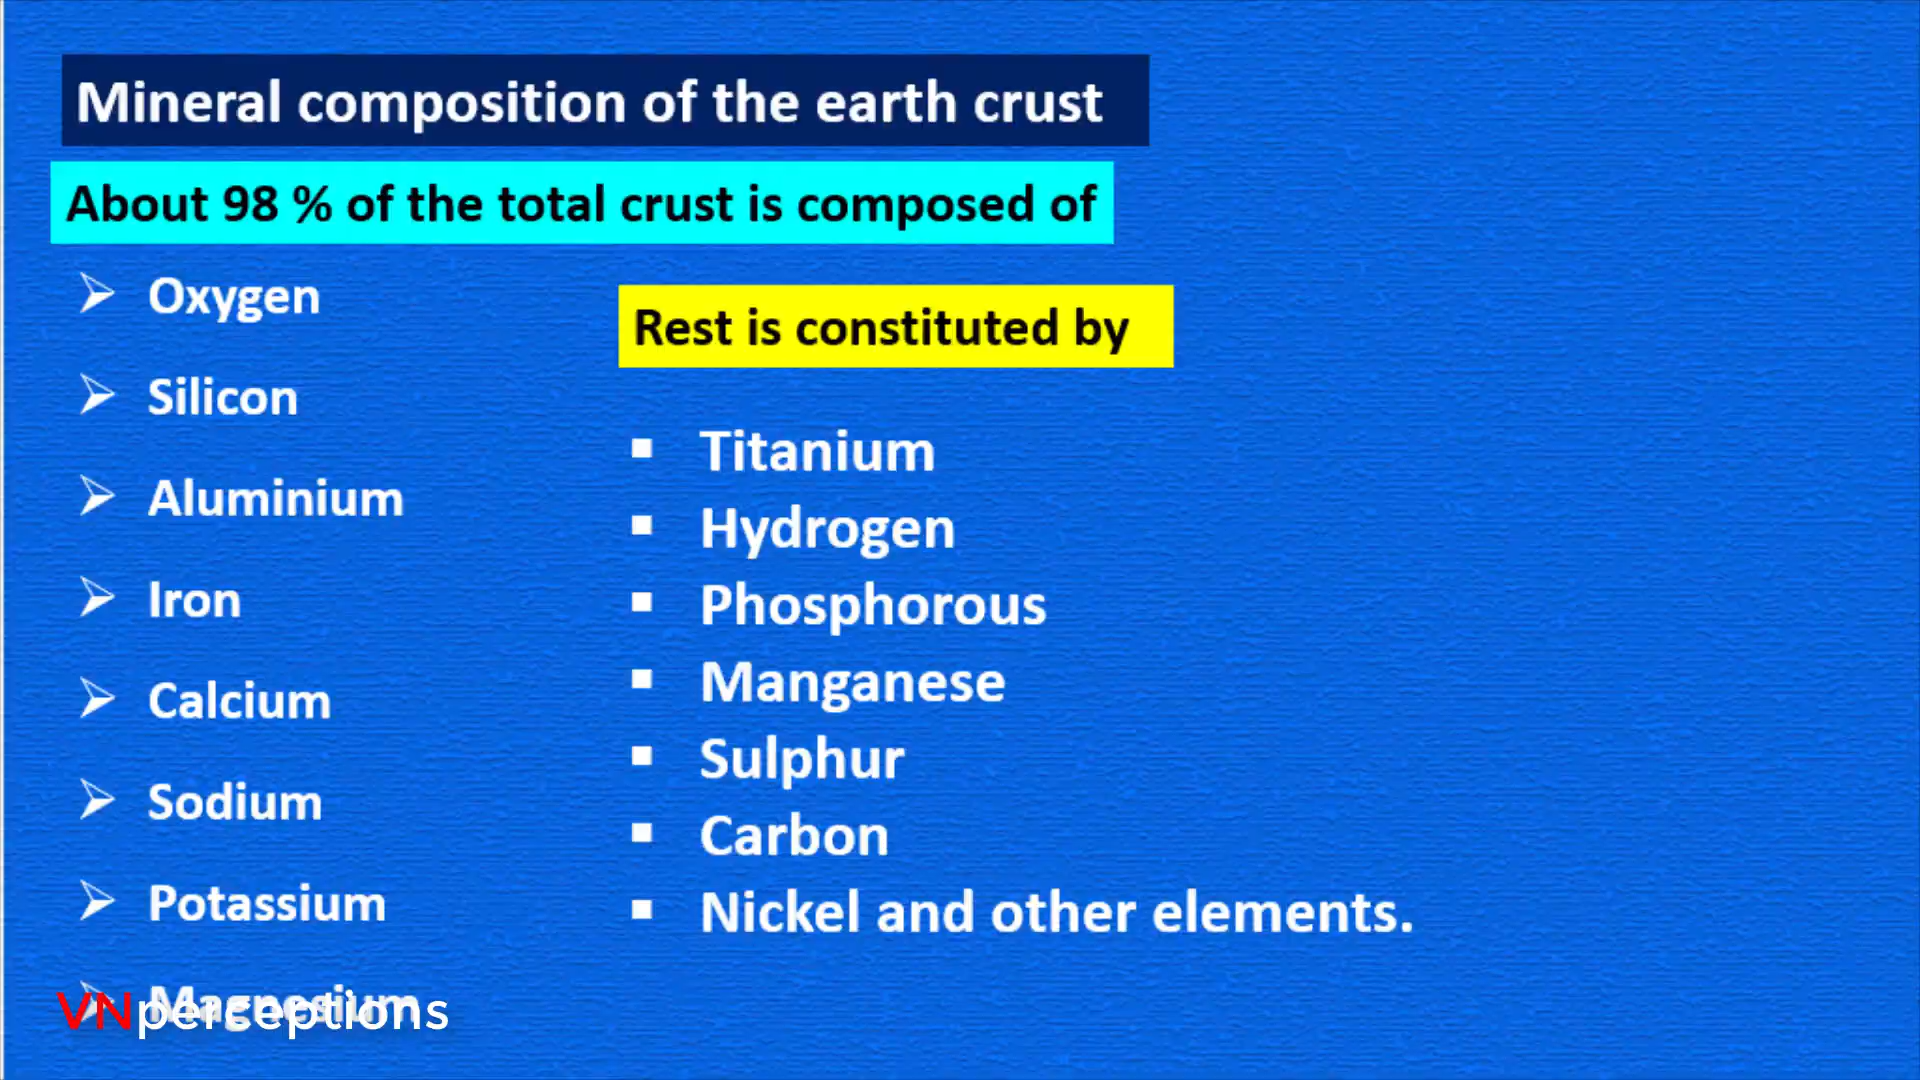 Mineral composition of the earth crust
About 98 % of the total crust is composed of
Oxygen
Silicon
Aluminium
Iron
Calcium
Sodium
Potassium
Magnesium
Rest is constituted by
Titanium
Hydrogen
Phosphorous
Manganese
Sulphur
Carbon
Nickel and other elements.
VNperceptions